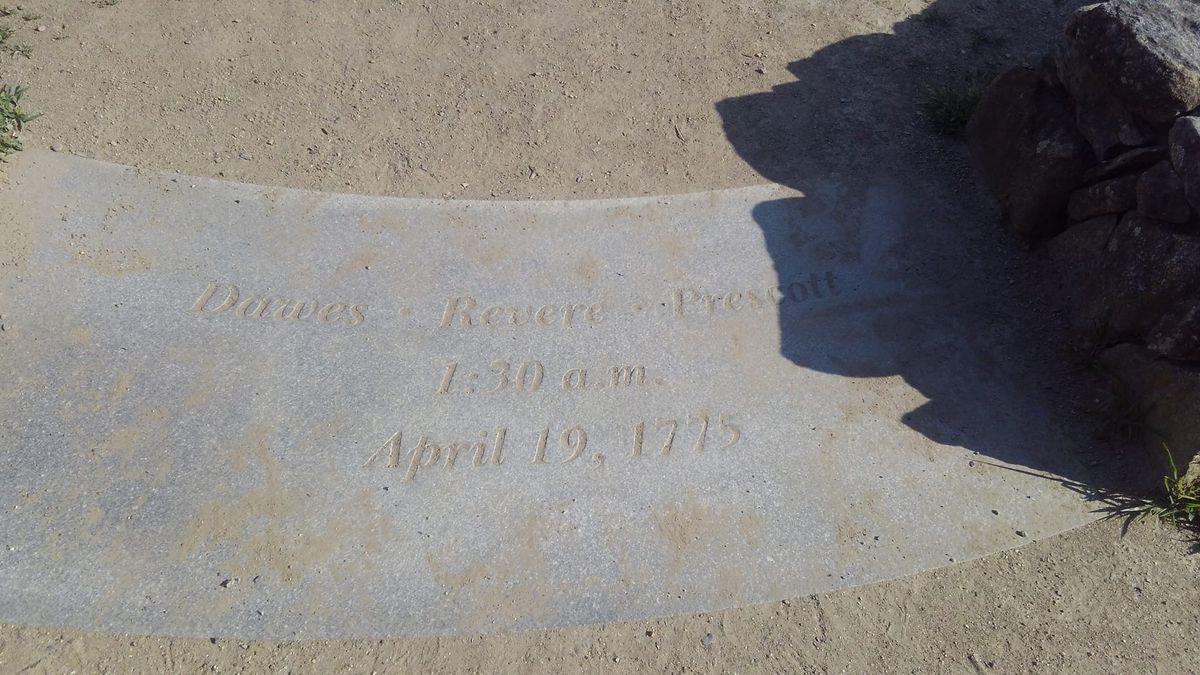 Dawes · Revere · Prescott
1:30 a.m.
April 19, 1775